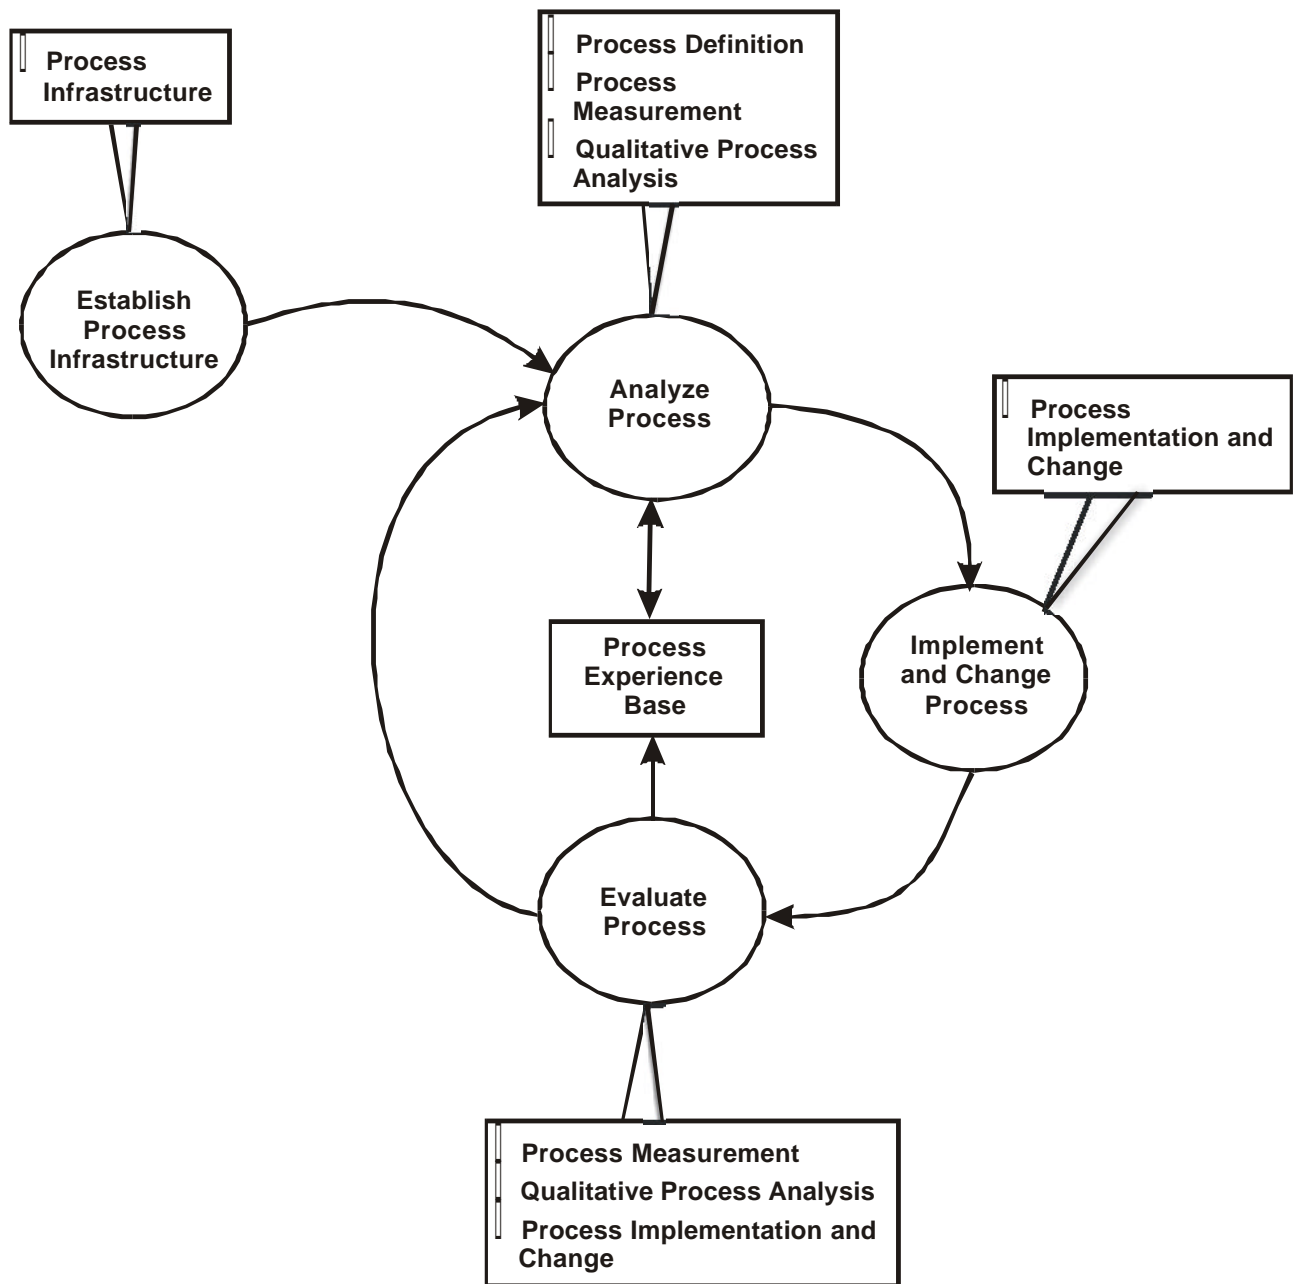 Process
Infrastructure
Process Definition
Process
Measurement
Qualitative Process
Analysis
Establish
Process
Infrastructure
Analyze
Process
Process
Implementation and
Change
Process
Experience
Base
Implement
and Change
Process
Evaluate
Process
Process Measurement
Qualitative Process Analysis
Process Implementation and
Change